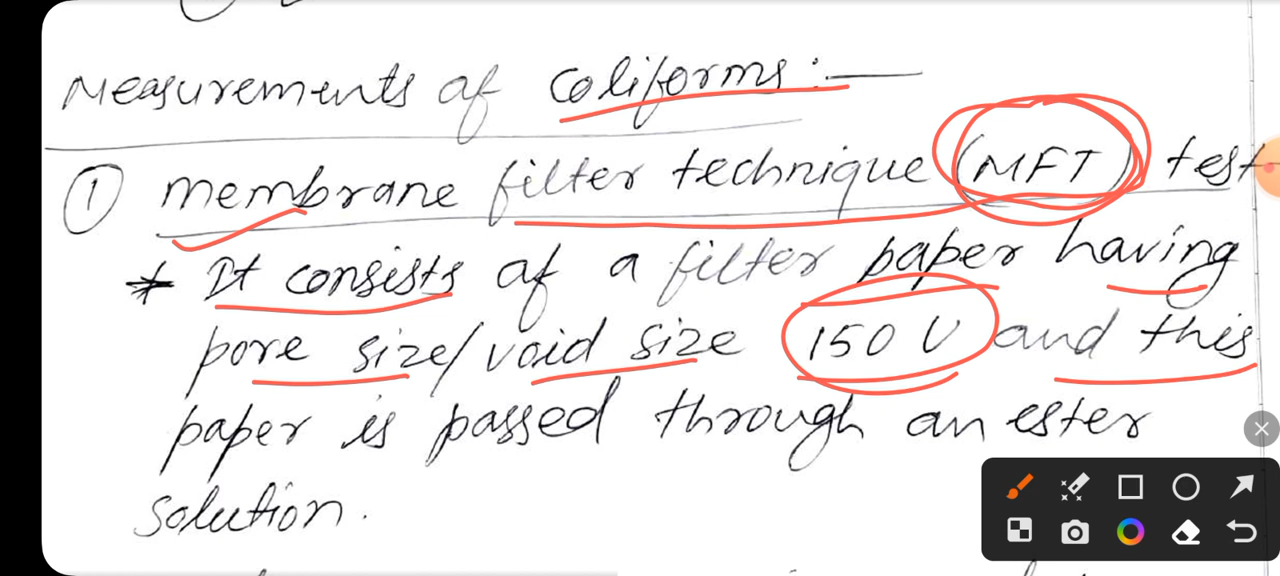 Measurements of Coliforms:—
① Membrane filter technique (MFT) test
* It consists of a filter paper having
pore size/void size 150 U and this
paper is passed through an ester
solution.